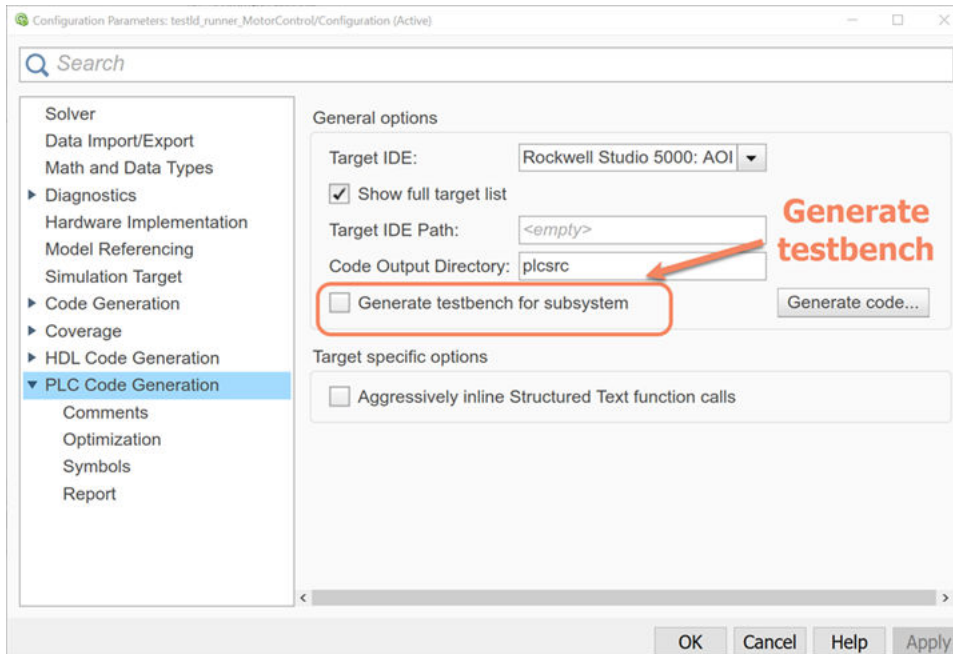 Configuration Parameters: testld_runner_MotorControl/Configuration (Active)
Search
Solver
Data Import/Export
Math and Data Types
Diagnostics
Hardware Implementation
Model Referencing
Simulation Target
Code Generation
Coverage
HDL Code Generation
PLC Code Generation
Comments
Optimization
Symbols
Report
General options
Target IDE: Rockwell Studio 5000: AOI
Show full target list
Target IDE Path: <empty>
Code Output Directory: plcsrc
Generate testbench for subsystem
Generate code...
Generate
testbench
Target specific options
Aggressively inline Structured Text function calls
OK Cancel Help Apply